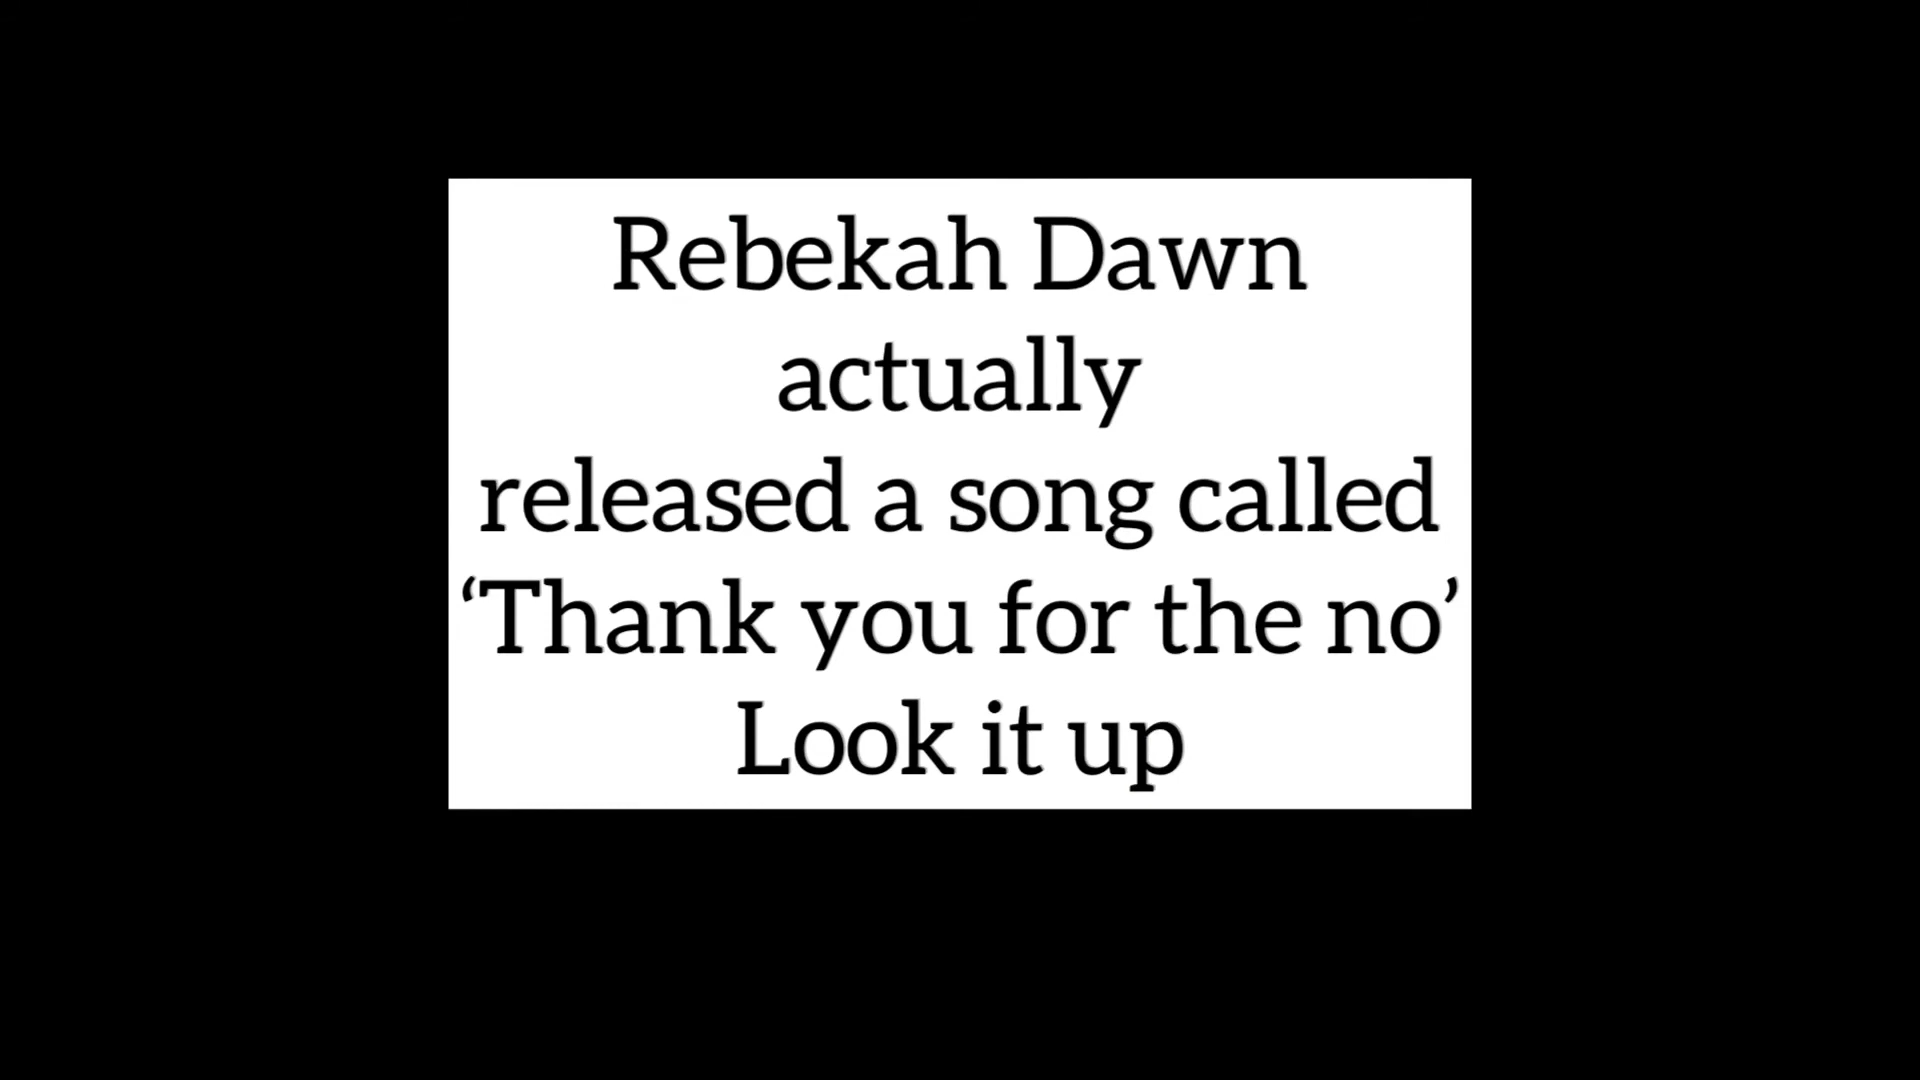 Rebekah Dawn
actually
released a song called
‘Thank you for the no’
Look it up